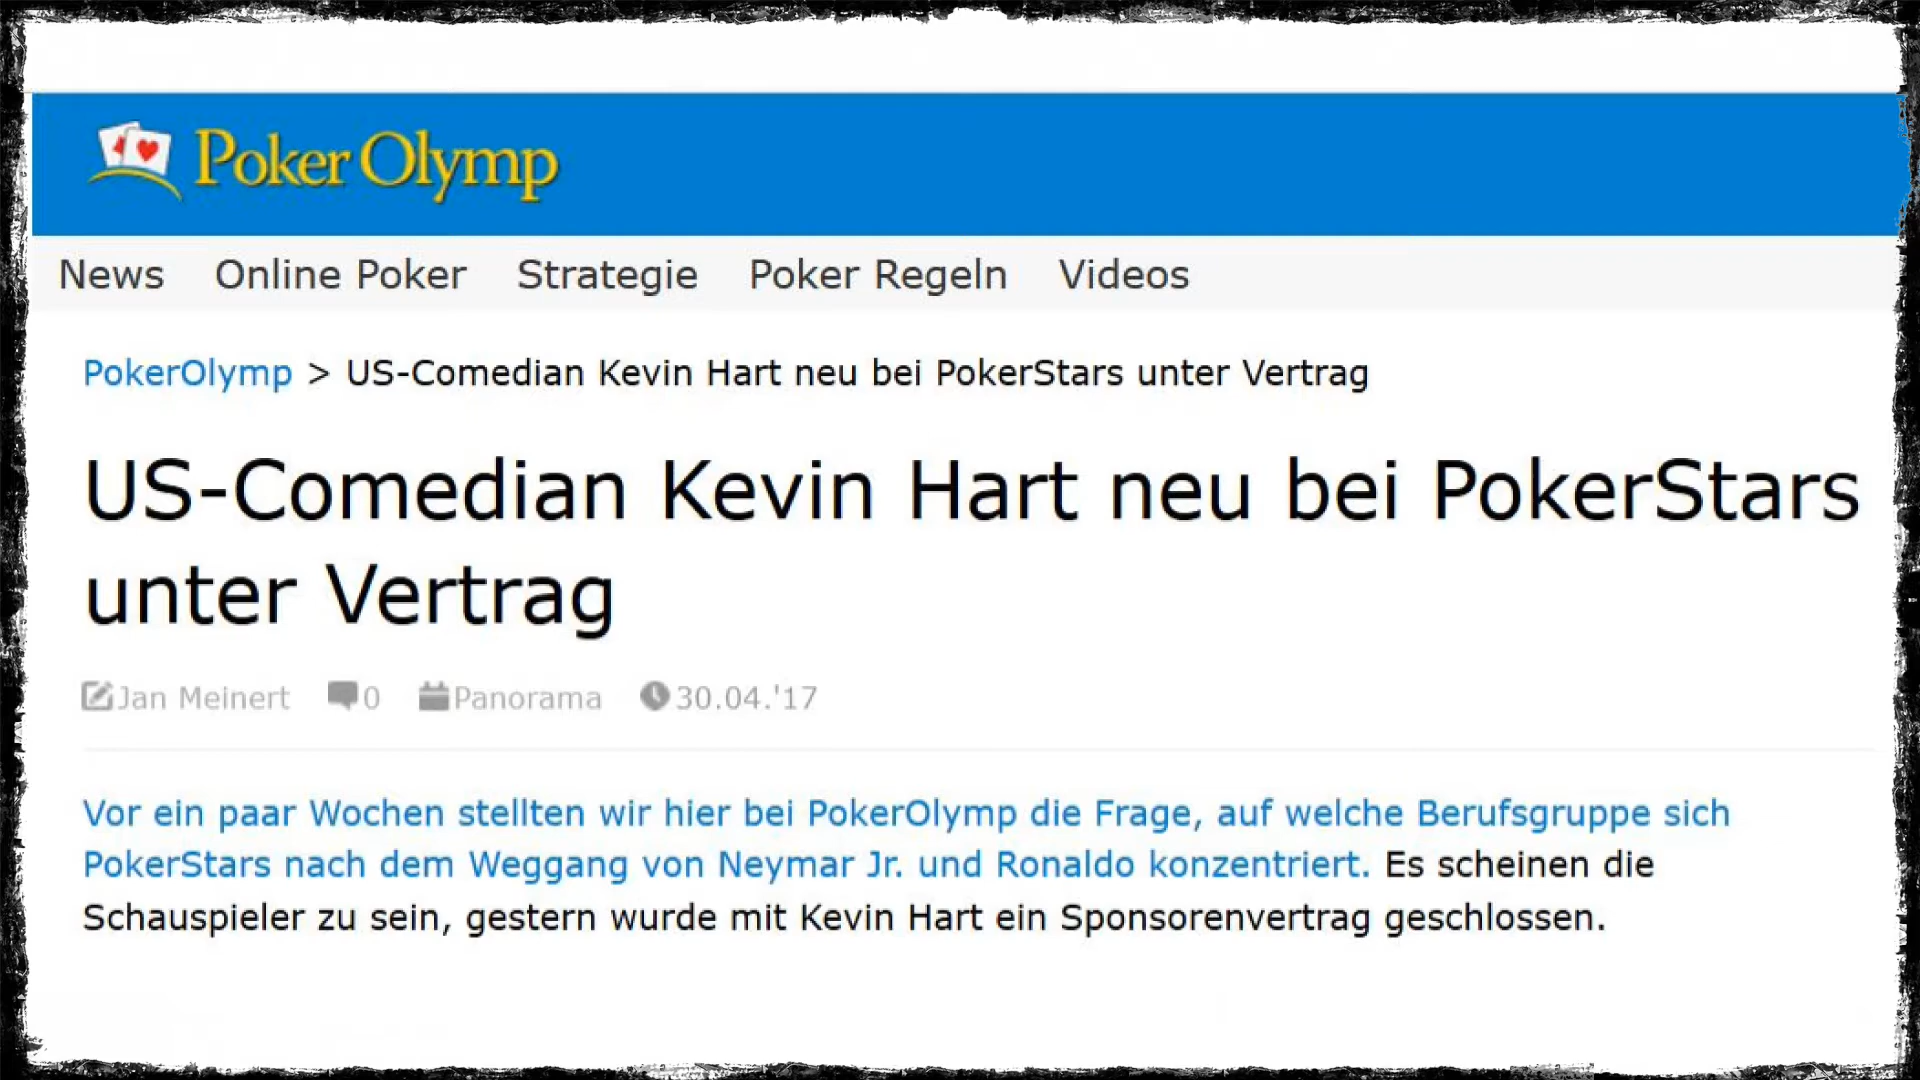 Poker Olymp
News Online Poker Strategie Poker Regeln Videos
PokerOlymp > US-Comedian Kevin Hart neu bei PokerStars unter Vertrag
US-Comedian Kevin Hart neu bei PokerStars
unter Vertrag
Jan Meinert 0 Panorama 30.04.'17
Vor ein paar Wochen stellten wir hier bei PokerOlymp die Frage, auf welche Berufsgruppe sich
PokerStars nach dem Weggang von Neymar Jr. und Ronaldo konzentriert. Es scheinen die
Schauspieler zu sein, gestern wurde mit Kevin Hart ein Sponsorenvertrag geschlossen.